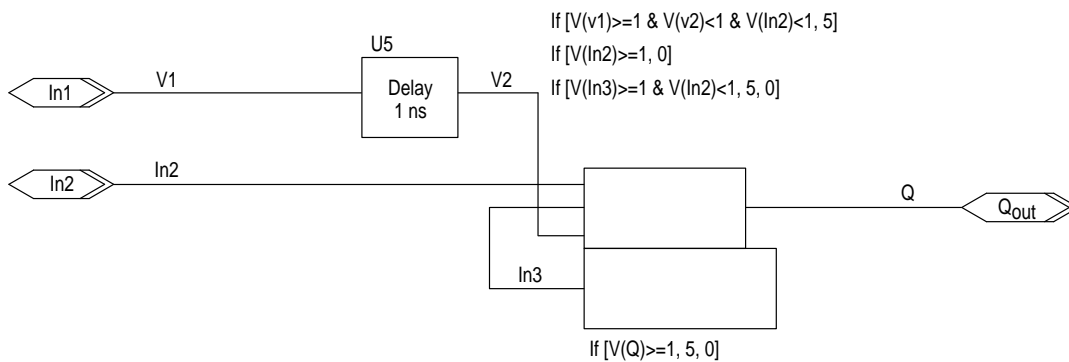 If [V(v1)>=1 & V(v2)<1 & V(In2)<1, 5]
U5
If [V(In2)>=1, 0]
V1
V2
If [V(In3)>=1 & V(In2)<1, 5, 0]
In1
Delay
1 ns
In2
In2
Q
Qout
In3
If [V(Q)>=1, 5, 0]